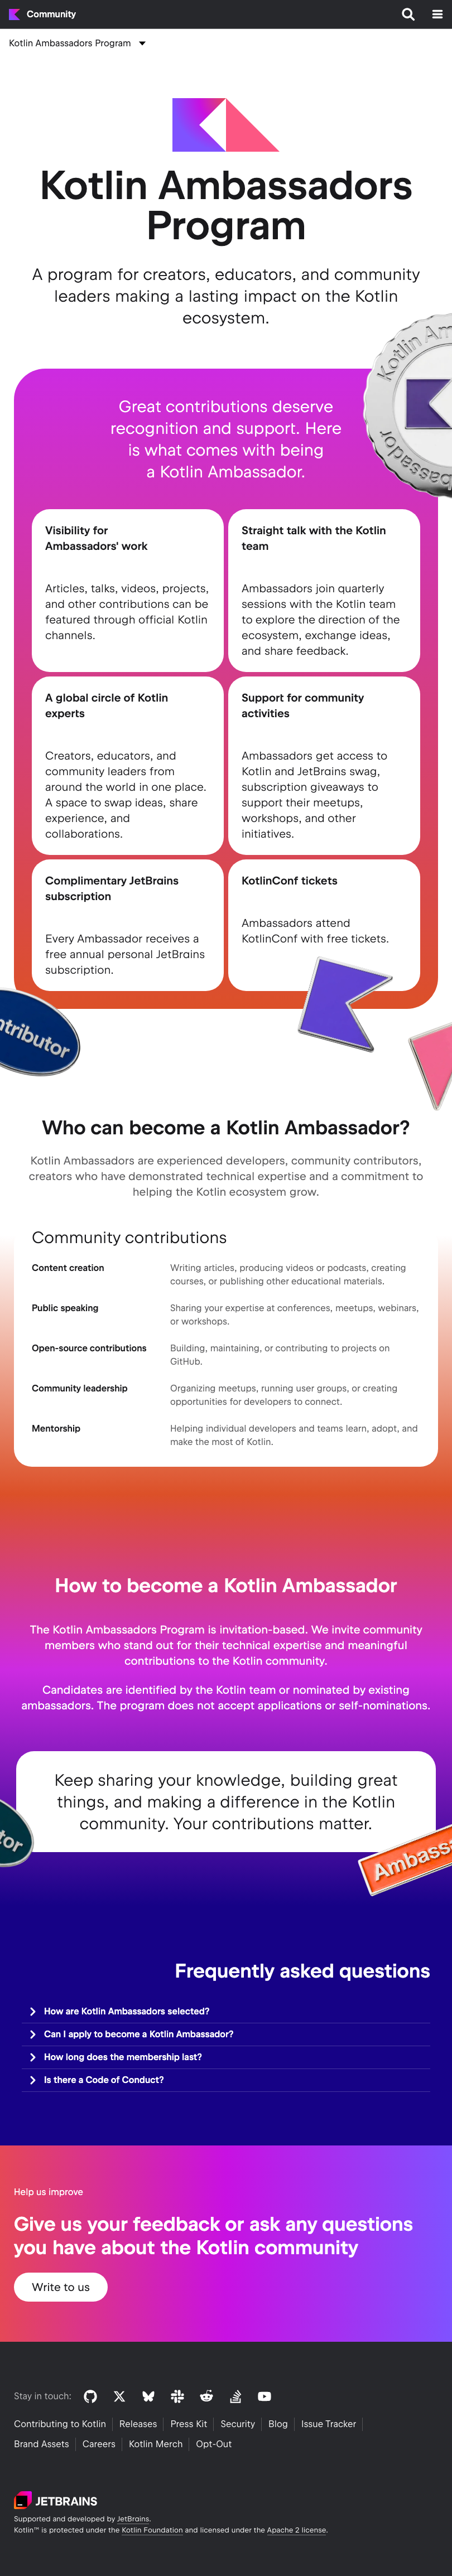 Community
Kotlin Ambassadors Program
Kotlin Ambassadors
Program
A program for creators, educators, and community
leaders making a lasting impact on the Kotlin
ecosystem.
Kotlin Am
bassador
Great contributions deserve
recognition and support. Here
is what comes with being
a Kotlin Ambassador.
Visibility for
Ambassadors' work
Articles, talks, videos, projects,
and other contributions can be
featured through official Kotlin
channels.
Straight talk with the Kotlin
team
Ambassadors join quarterly
sessions with the Kotlin team
to explore the direction of the
ecosystem, exchange ideas,
and share feedback.
A global circle of Kotlin
experts
Creators, educators, and
community leaders from
around the world in one place.
A space to swap ideas, share
experience, and
collaborations.
Support for community
activities
Ambassadors get access to
Kotlin and JetBrains swag,
subscription giveaways to
support their meetups,
workshops, and other
initiatives.
Complimentary JetBrains
subscription
Every Ambassador receives a
free annual personal JetBrains
subscription.
KotlinConf tickets
Ambassadors attend
KotlinConf with free tickets.
ntributor
Who can become a Kotlin Ambassador?
Kotlin Ambassadors are experienced developers, community contributors,
creators who have demonstrated technical expertise and a commitment to
helping the Kotlin ecosystem grow.
Community contributions
Content creation
Writing articles, producing videos or podcasts, creating
courses, or publishing other educational materials.
Public speaking
Sharing your expertise at conferences, meetups, webinars,
or workshops.
Open-source contributions
Building, maintaining, or contributing to projects on
GitHub.
Community leadership
Organizing meetups, running user groups, or creating
opportunities for developers to connect.
Mentorship
Helping individual developers and teams learn, adopt, and
make the most of Kotlin.
How to become a Kotlin Ambassador
The Kotlin Ambassadors Program is invitation-based. We invite community
members who stand out for their technical expertise and meaningful
contributions to the Kotlin community.
Candidates are identified by the Kotlin team or nominated by existing
ambassadors. The program does not accept applications or self-nominations.
Keep sharing your knowledge, building great
things, and making a difference in the Kotlin
community. Your contributions matter.
tor
Ambassa
Frequently asked questions
How are Kotlin Ambassadors selected?
Can I apply to become a Kotlin Ambassador?
How long does the membership last?
Is there a Code of Conduct?
Help us improve
Give us your feedback or ask any questions
you have about the Kotlin community
Write to us
Stay in touch:
Contributing to Kotlin Releases Press Kit Security Blog Issue Tracker
Brand Assets Careers Kotlin Merch Opt-Out
JETBRAINS
Supported and developed by JetBrains.
Kotlin™ is protected under the Kotlin Foundation and licensed under the Apache 2 license.